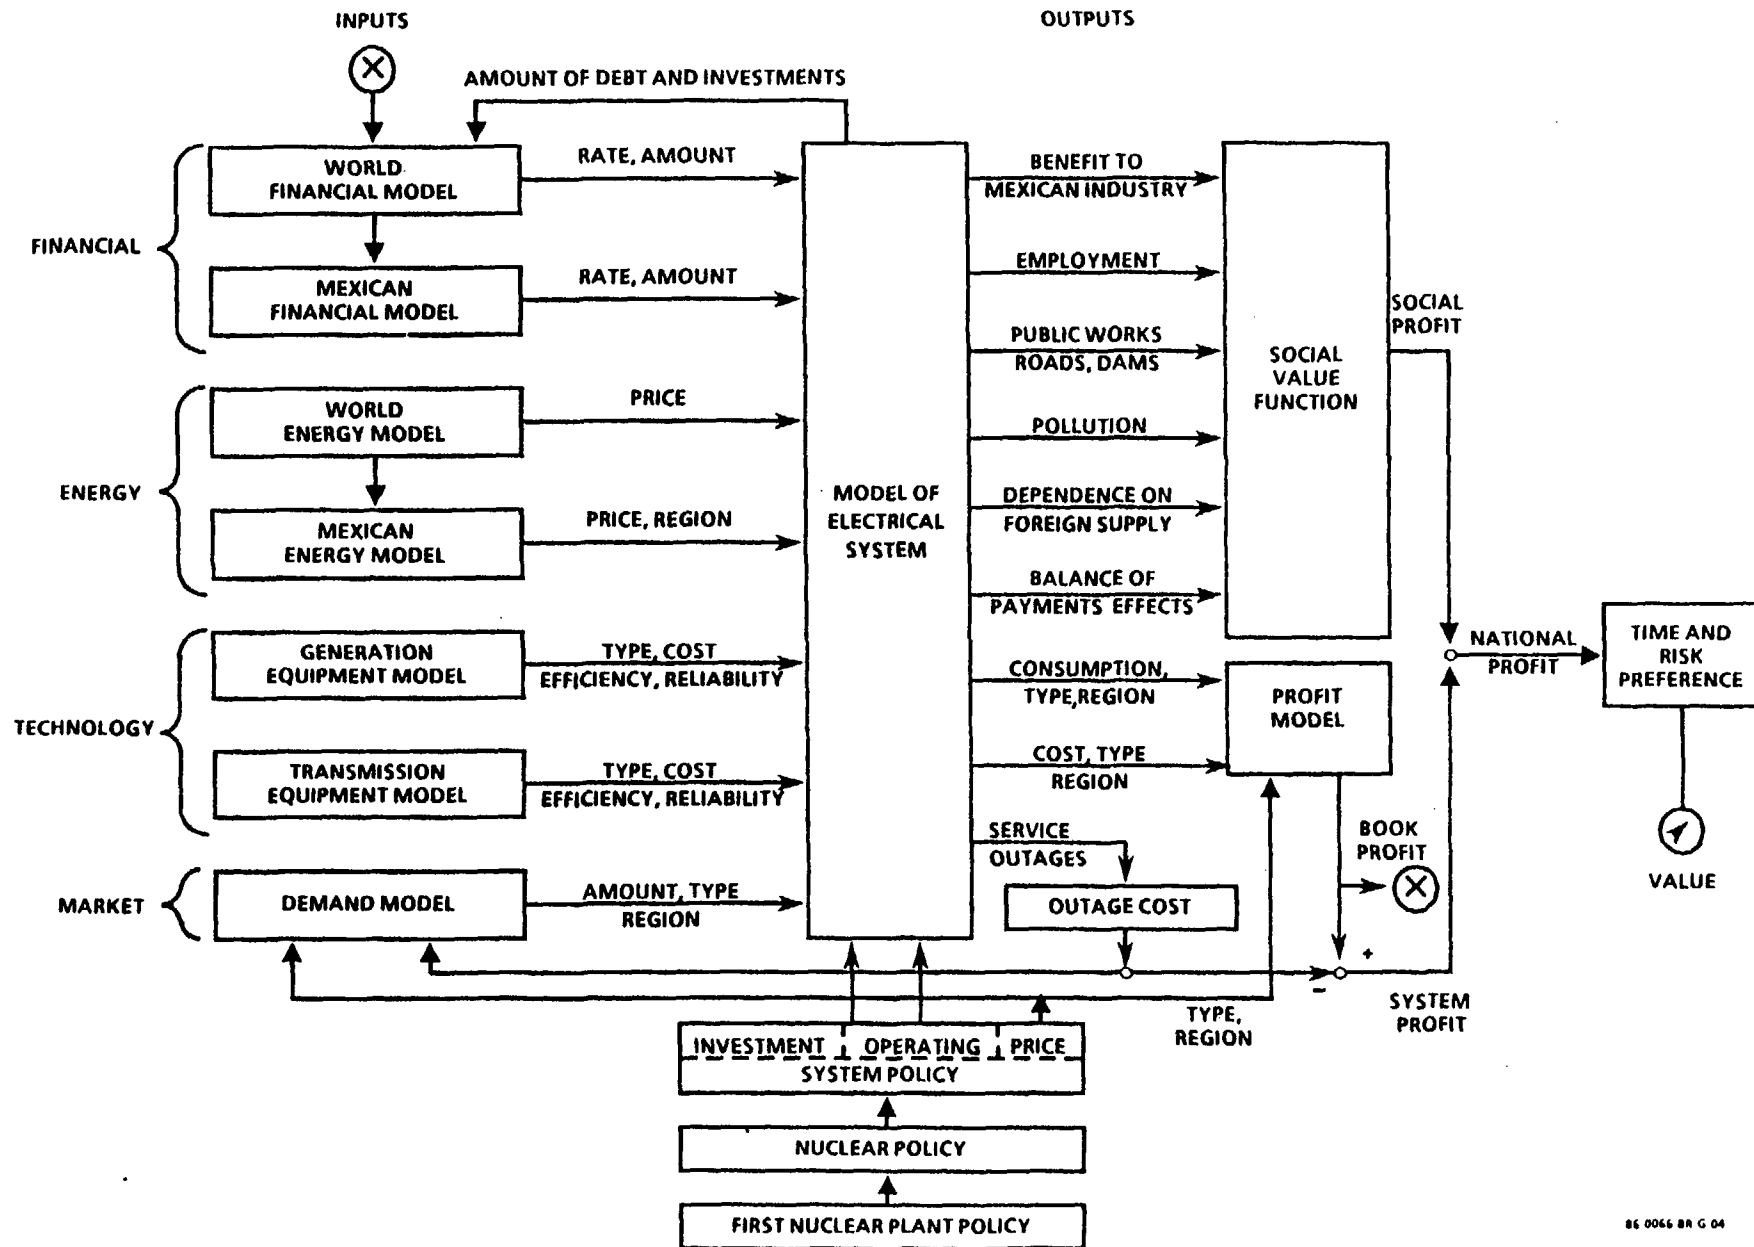 INPUTS
OUTPUTS
AMOUNT OF DEBT AND INVESTMENTS
FINANCIAL
WORLD
FINANCIAL MODEL
RATE, AMOUNT
MEXICAN
FINANCIAL MODEL
RATE, AMOUNT
ENERGY
WORLD
ENERGY MODEL
PRICE
MEXICAN
ENERGY MODEL
PRICE, REGION
TECHNOLOGY
GENERATION
EQUIPMENT MODEL
TYPE, COST
EFFICIENCY, RELIABILITY
TRANSMISSION
EQUIPMENT MODEL
TYPE, COST
EFFICIENCY, RELIABILITY
MARKET
DEMAND MODEL
AMOUNT, TYPE
REGION
MODEL OF
ELECTRICAL
SYSTEM
BENEFIT TO
MEXICAN INDUSTRY
EMPLOYMENT
PUBLIC WORKS
ROADS, DAMS
POLLUTION
DEPENDENCE ON
FOREIGN SUPPLY
BALANCE OF
PAYMENTS EFFECTS
SOCIAL
VALUE
FUNCTION
SOCIAL
PROFIT
CONSUMPTION,
TYPE,REGION
COST, TYPE
REGION
PROFIT
MODEL
SERVICE
OUTAGES
OUTAGE COST
BOOK
PROFIT
+
–
SYSTEM
PROFIT
TYPE,
REGION
NATIONAL
PROFIT
TIME AND
RISK
PREFERENCE
VALUE
INVESTMENT
OPERATING
PRICE
SYSTEM POLICY
NUCLEAR POLICY
FIRST NUCLEAR PLANT POLICY
86 0066 BR G 04